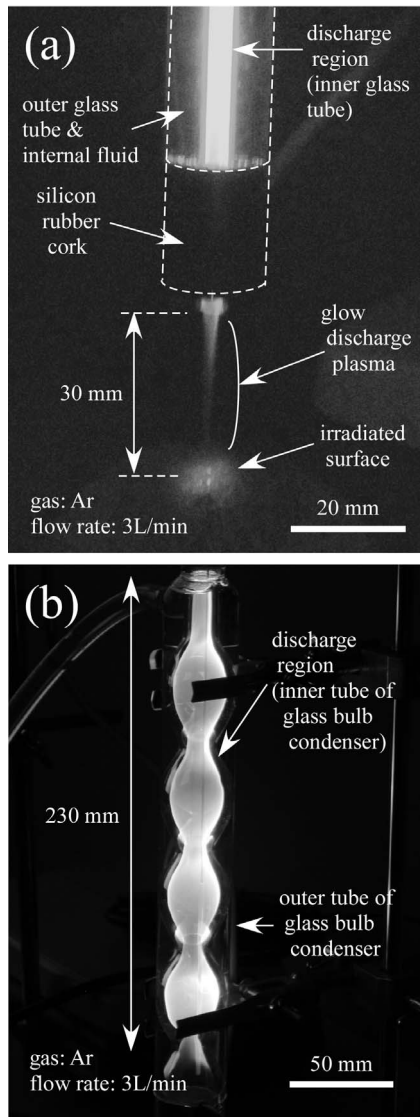 (a)
discharge
region
(inner glass
tube)
outer glass
tube &
internal fluid
silicon
rubber
cork
glow
discharge
plasma
30 mm
irradiated
surface
gas: Ar
flow rate: 3L/min
20 mm
(b)
discharge
region
(inner tube of
glass bulb
condenser)
230 mm
outer tube of
glass bulb
condenser
gas: Ar
flow rate: 3L/min
50 mm